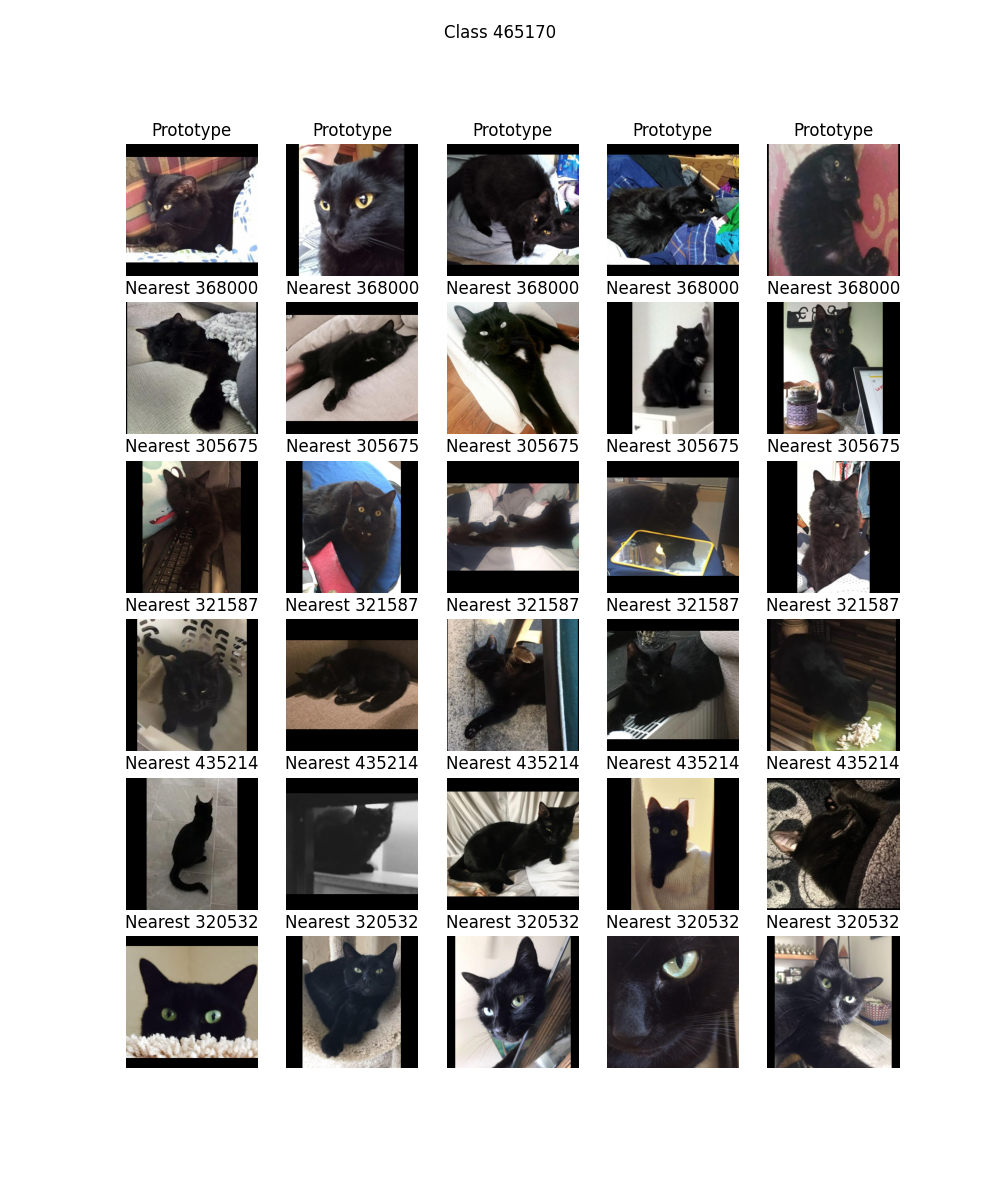 Class 465170
Prototype Prototype Prototype Prototype Prototype
Nearest 368000 Nearest 368000 Nearest 368000 Nearest 368000 Nearest 368000
Nearest 305675 Nearest 305675 Nearest 305675 Nearest 305675 Nearest 305675
Nearest 321587 Nearest 321587 Nearest 321587 Nearest 321587 Nearest 321587
Nearest 435214 Nearest 435214 Nearest 435214 Nearest 435214 Nearest 435214
Nearest 320532 Nearest 320532 Nearest 320532 Nearest 320532 Nearest 320532